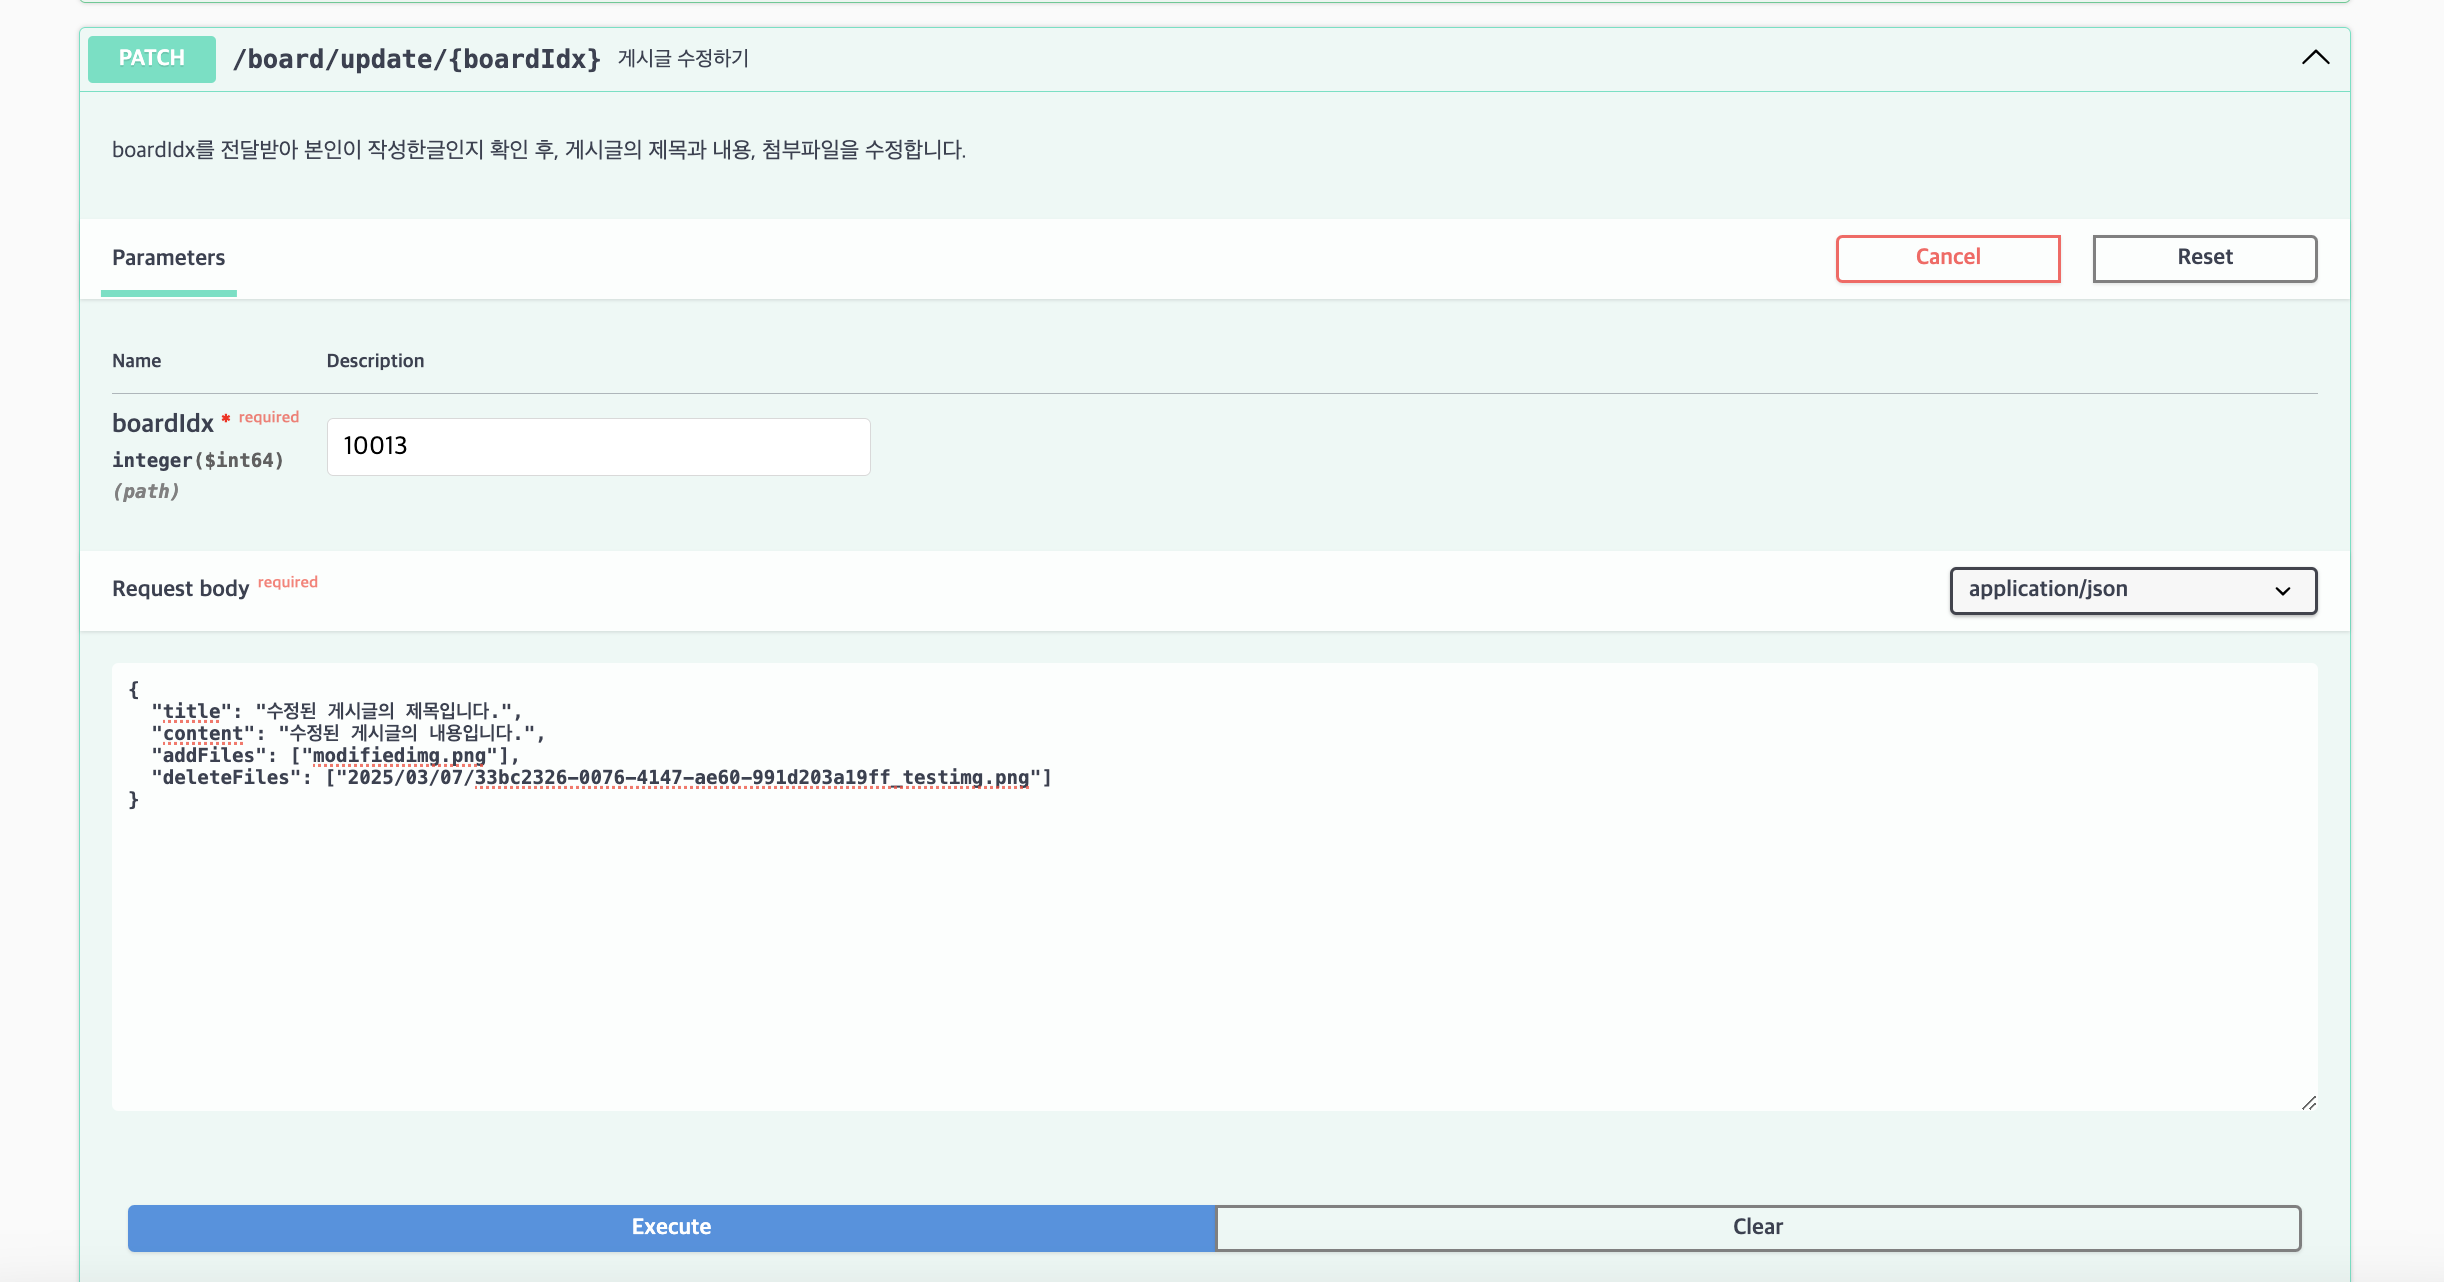 PATCH /board/update/{boardIdx} 게시글 수정하기
boardIdx를 전달받아 본인이 작성한글인지 확인 후, 게시글의 제목과 내용, 첨부파일을 수정합니다.
Parameters
Cancel
Reset
Name Description
boardIdx * required
integer($int64)
(path)
10013
Request body required
application/json
{
  "title": "수정된 게시글의 제목입니다.",
  "content": "수정된 게시글의 내용입니다.",
  "addFiles": ["modifiedimg.png"],
  "deleteFiles": ["2025/03/07/33bc2326-0076-4147-ae60-991d203a19ff_testimg.png"]
}
Execute
Clear